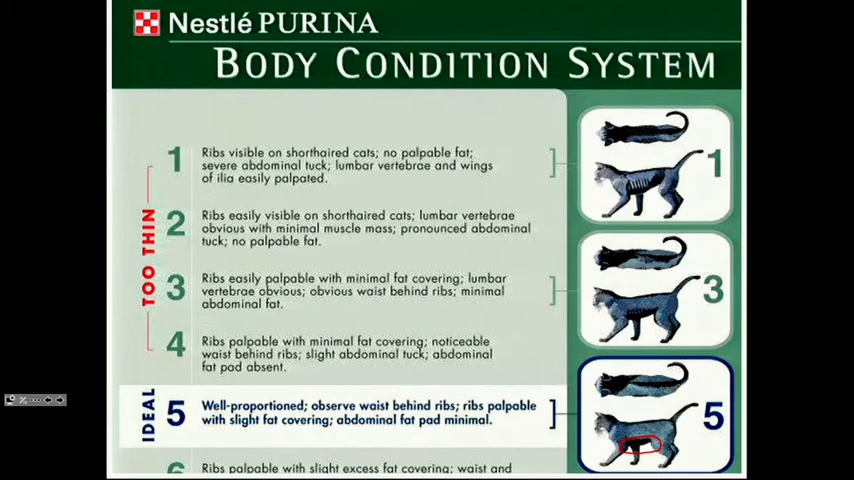 Nestlé PURINA
BODY CONDITION SYSTEM
TOO THIN
1 Ribs visible on shorthaired cats; no palpable fat;
severe abdominal tuck; lumbar vertebrae and wings
of ilia easily palpated.
1
2 Ribs easily visible on shorthaired cats; lumbar vertebrae
obvious with minimal muscle mass; pronounced abdominal
tuck; no palpable fat.
3 Ribs easily palpable with minimal fat covering; lumbar
vertebrae obvious; obvious waist behind ribs; minimal
abdominal fat.
3
4 Ribs palpable with minimal fat covering; noticeable
waist behind ribs; slight abdominal tuck; abdominal
fat pad absent.
IDEAL
5 Well-proportioned; observe waist behind ribs; ribs palpable
with slight fat covering; abdominal fat pad minimal.
5
6 Ribs palpable with slight excess fat covering; waist and